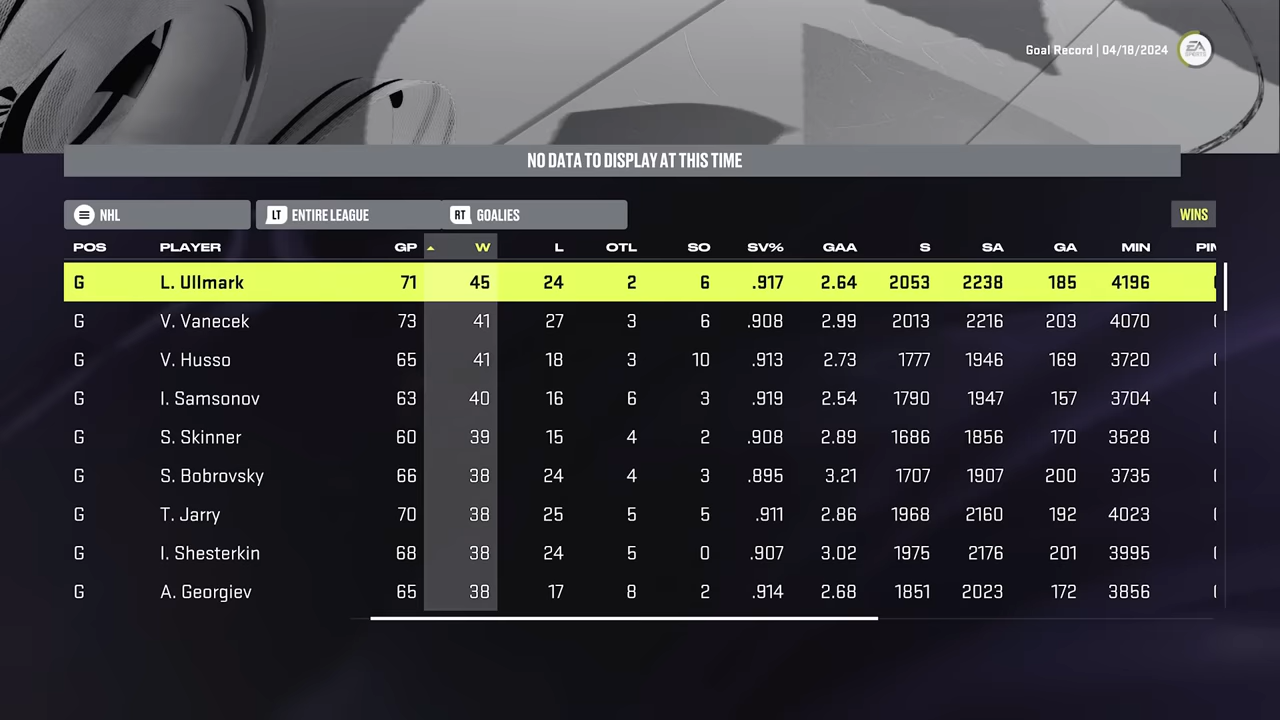 Goal Record | 04/18/2024
EA SPORTS
NO DATA TO DISPLAY AT THIS TIME
NHL LT ENTIRE LEAGUE RT GOALIES WINS
POS PLAYER GP W L OTL SO SV% GAA S SA GA MIN
G L. Ullmark 71 45 24 2 6 .917 2.64 2053 2238 185 4196
G V. Vanecek 73 41 27 3 6 .908 2.99 2013 2216 203 4070
G V. Husso 65 41 18 3 10 .913 2.73 1777 1946 169 3720
G I. Samsonov 63 40 16 6 3 .919 2.54 1790 1947 157 3704
G S. Skinner 60 39 15 4 2 .908 2.89 1686 1856 170 3528
G S. Bobrovsky 66 38 24 4 3 .895 3.21 1707 1907 200 3735
G T. Jarry 70 38 25 5 5 .911 2.86 1968 2160 192 4023
G I. Shesterkin 68 38 24 5 0 .907 3.02 1975 2176 201 3995
G A. Georgiev 65 38 17 8 2 .914 2.68 1851 2023 172 3856